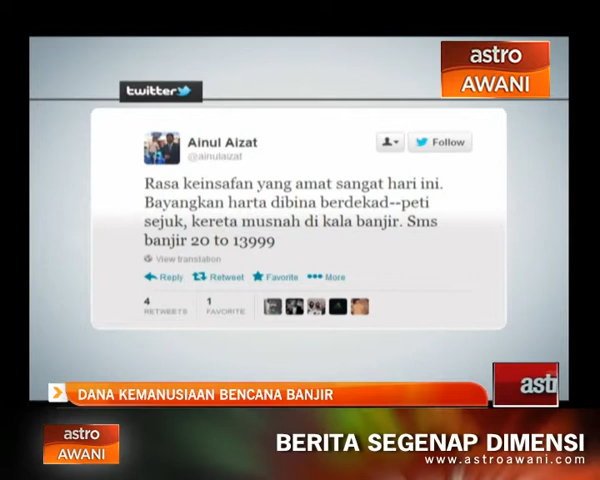 astro
AWANI
twitter
Ainul Aizat
@ainulaizat
Follow
Rasa keinsafan yang amat sangat hari ini.
Bayangkan harta dibina berdekad--peti
sejuk, kereta musnah di kala banjir. Sms
banjir 20 to 13999
View translation
Reply Retweet Favorite More
4 1
RETWEETS FAVORITE
astr
DANA KEMANUSIAAN BENCANA BANJIR
astro
AWANI
BERITA SEGENAP DIMENSI
www.astroawani.com